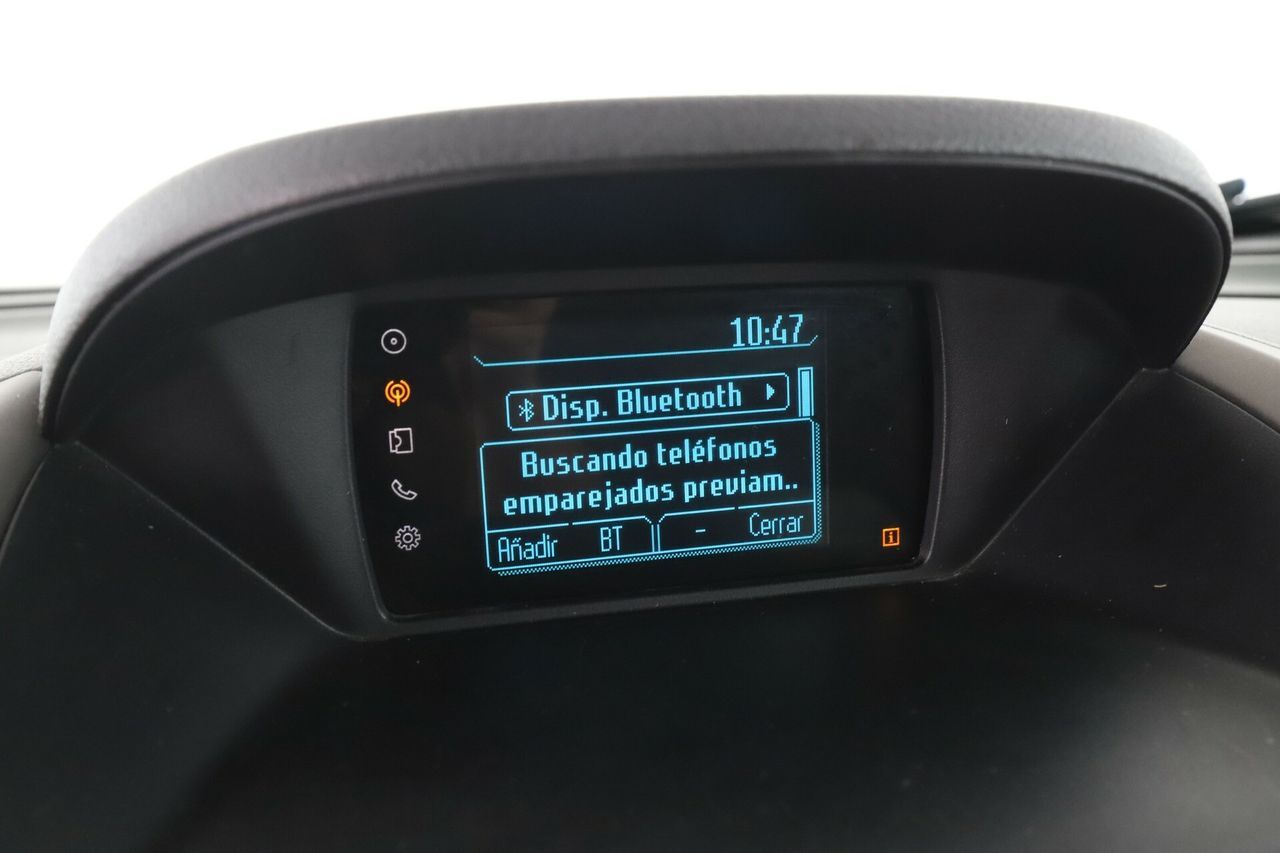 10:47
Disp. Bluetooth
Buscando teléfonos
emparejados previam..
Añadir BT - Cerrar